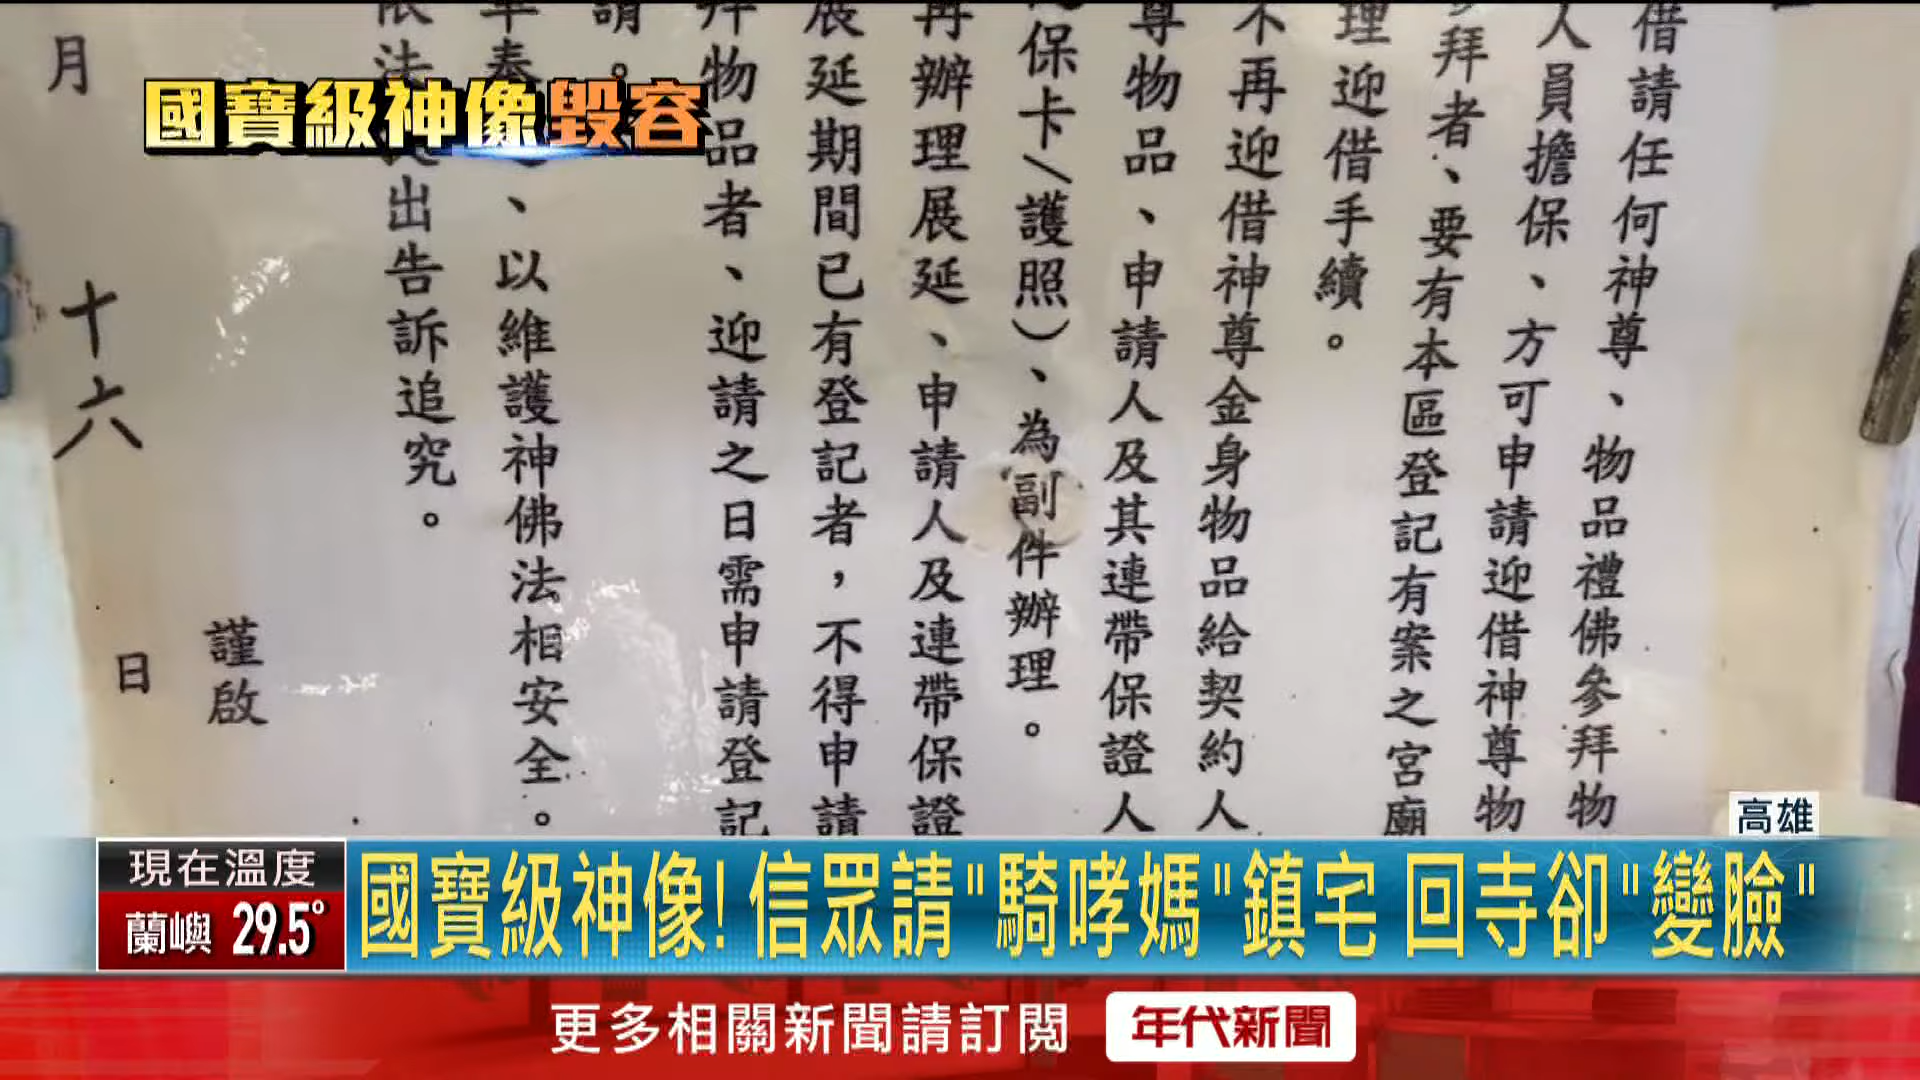 國寶級神像毀容
借請任何神尊、物品禮佛參拜物
人員擔保、方可申請迎借神尊物
拜者、要有本區登記有案之宮廟
理迎借手續。
不再迎借神尊金身物品給契約人
尊物品、申請人及其連帶保證人
保卡/護照)、為副件辦理。
再辦理展延、申請人及連帶保證
展延期間已有登記者,不得申請
拜物品者、迎請之日需申請登記
請。
奉、以維護神佛法相安全。
依法出告訴追究。
謹啟
月十六日
高雄
現在溫度
蘭嶼 29.5°
國寶級神像!信眾請"騎哮媽"鎮宅 回寺卻"變臉"
更多相關新聞請訂閱 年代新聞